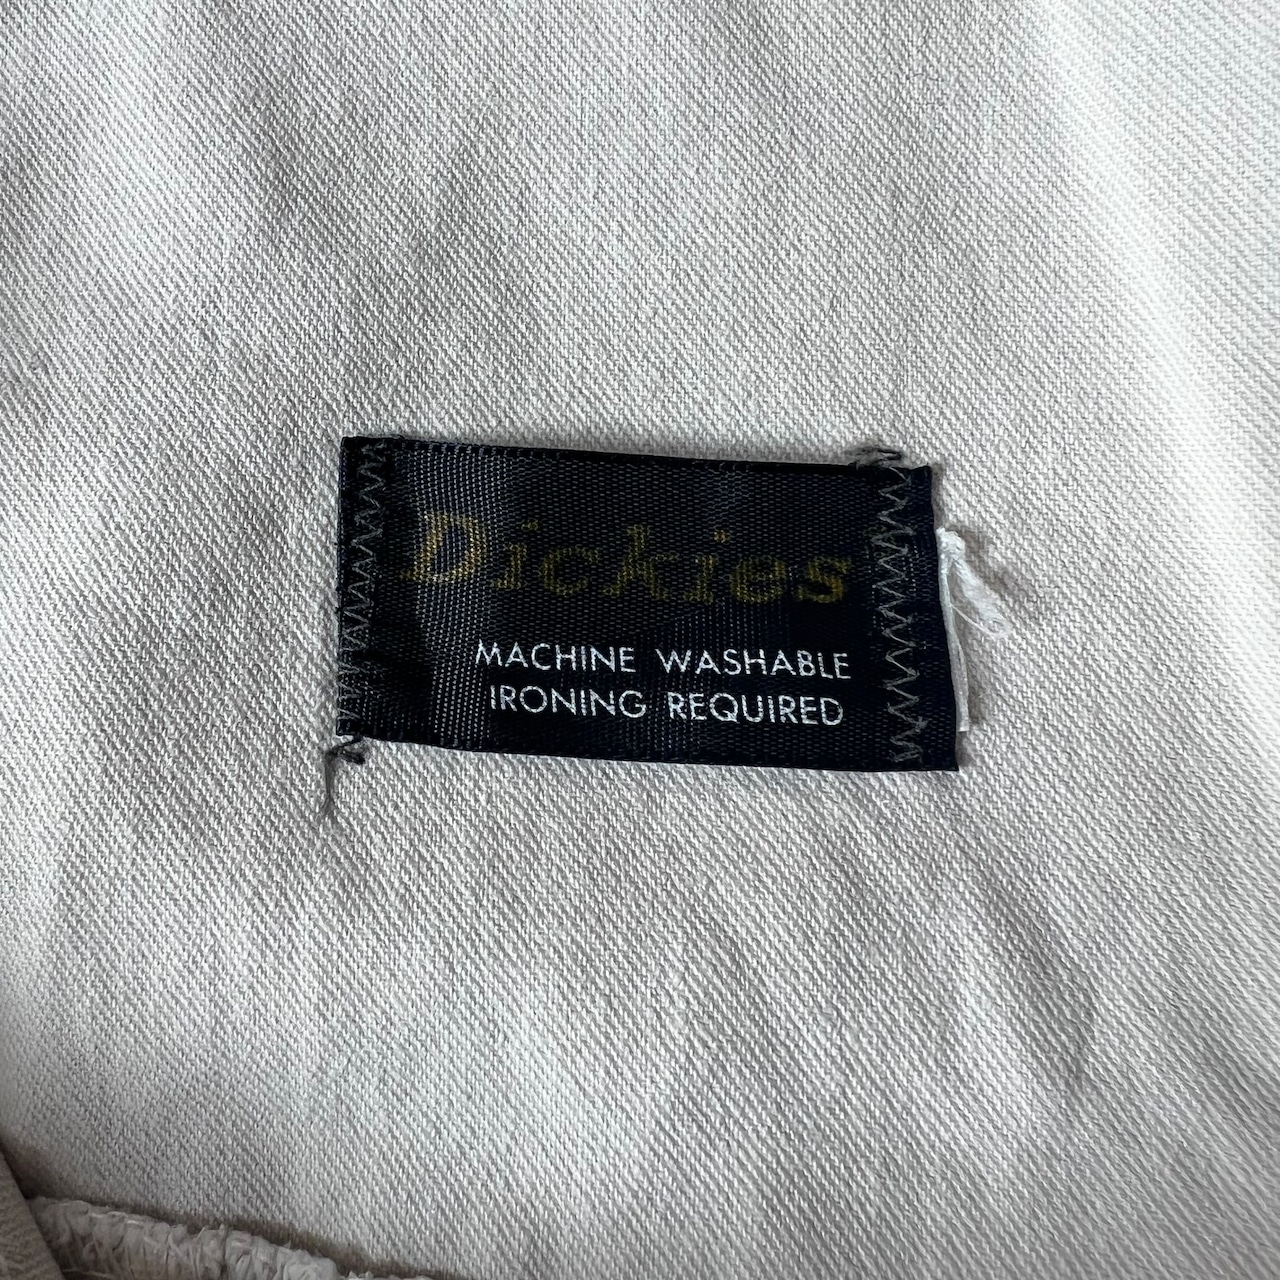 Dickies
MACHINE WASHABLE
IRONING REQUIRED